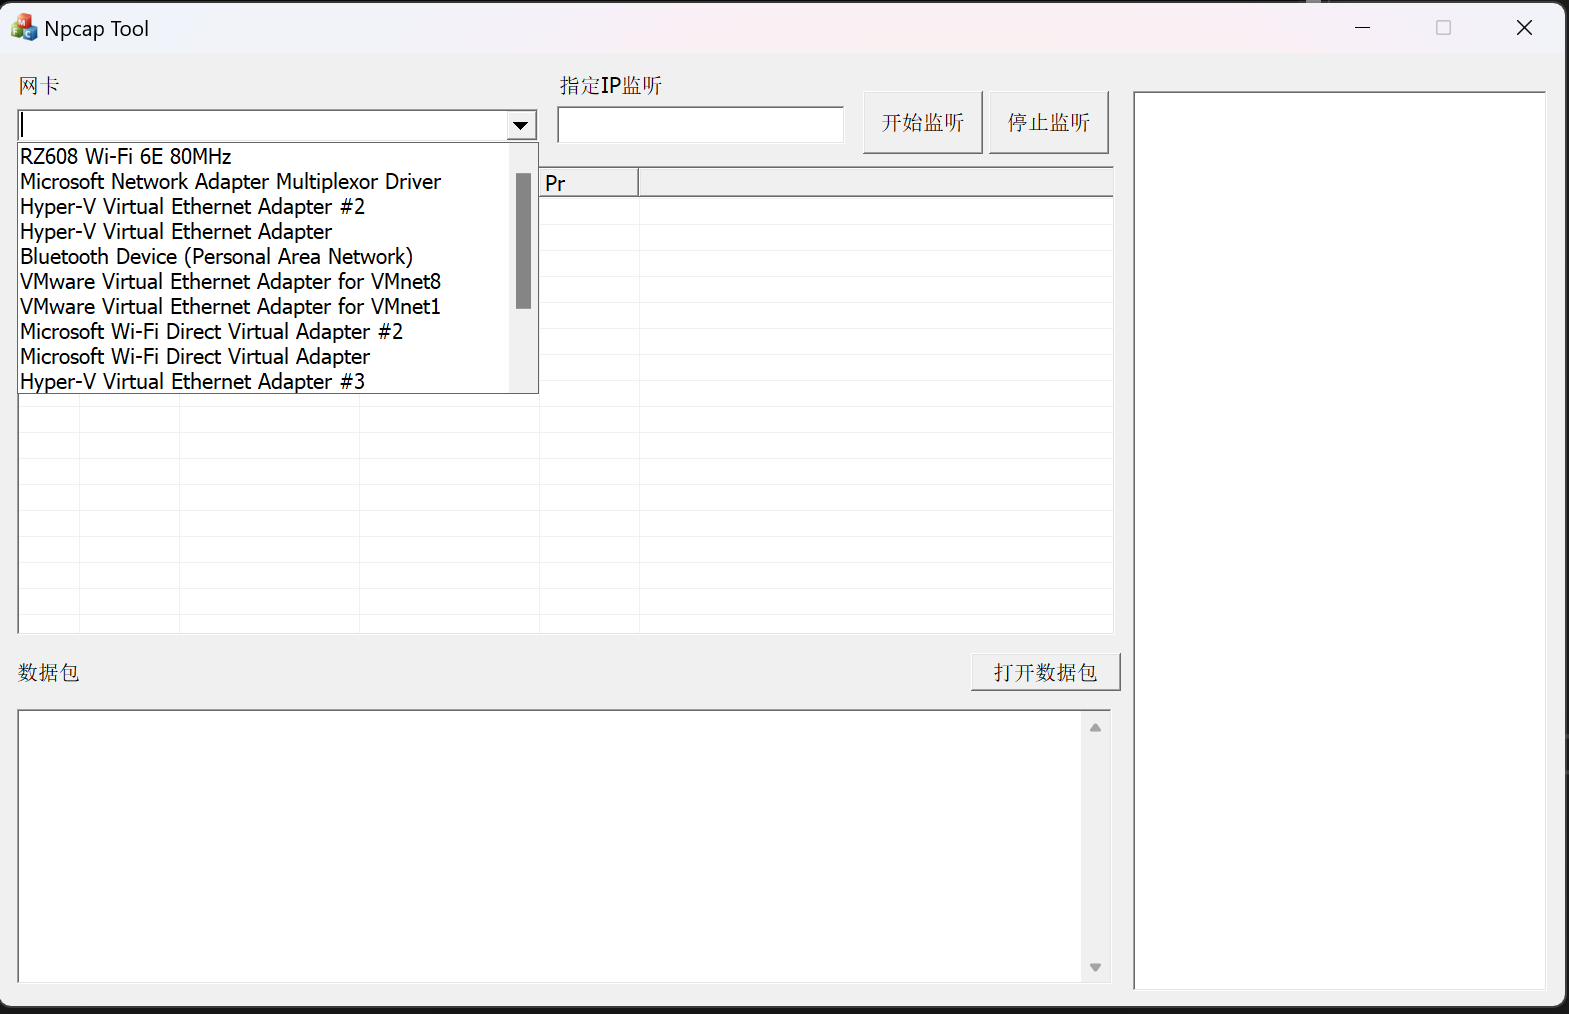 Npcap Tool
网卡
指定IP监听
开始监听
停止监听
RZ608 Wi-Fi 6E 80MHz
Microsoft Network Adapter Multiplexor Driver
Hyper-V Virtual Ethernet Adapter #2
Hyper-V Virtual Ethernet Adapter
Bluetooth Device (Personal Area Network)
VMware Virtual Ethernet Adapter for VMnet8
VMware Virtual Ethernet Adapter for VMnet1
Microsoft Wi-Fi Direct Virtual Adapter #2
Microsoft Wi-Fi Direct Virtual Adapter
Hyper-V Virtual Ethernet Adapter #3
Pr
数据包
打开数据包